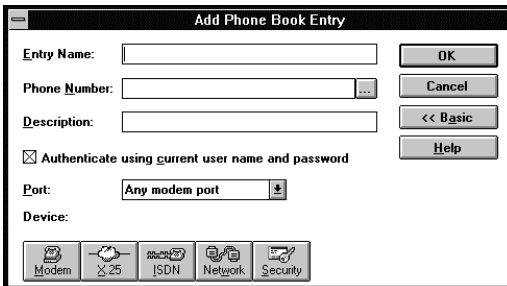 Add Phone Book Entry
Entry Name:
OK
Phone Number:
...
Cancel
Description:
<< Basic
Authenticate using current user name and password
Help
Port:
Any modem port
Device:
Modem
X.25
ISDN
Network
Security